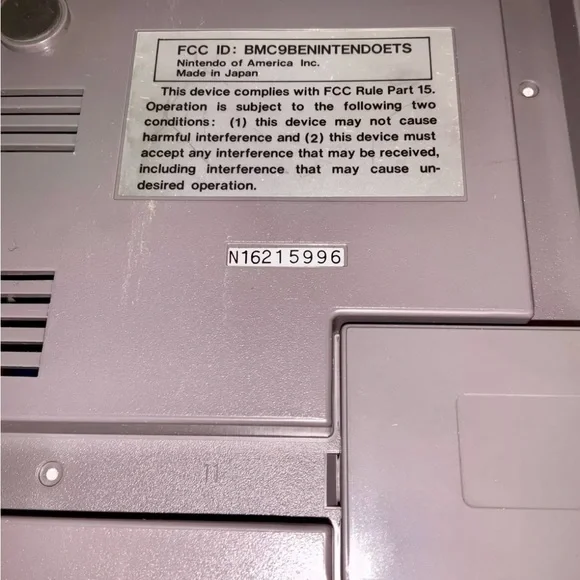 FCC ID: BMC9BENINTENDOETS
Nintendo of America Inc.
Made in Japan
This device complies with FCC Rule Part 15.
Operation is subject to the following two
conditions: (1) this device may not cause
harmful interference and (2) this device must
accept any interference that may be received,
including interference that may cause un-
desired operation.
N16215996
11